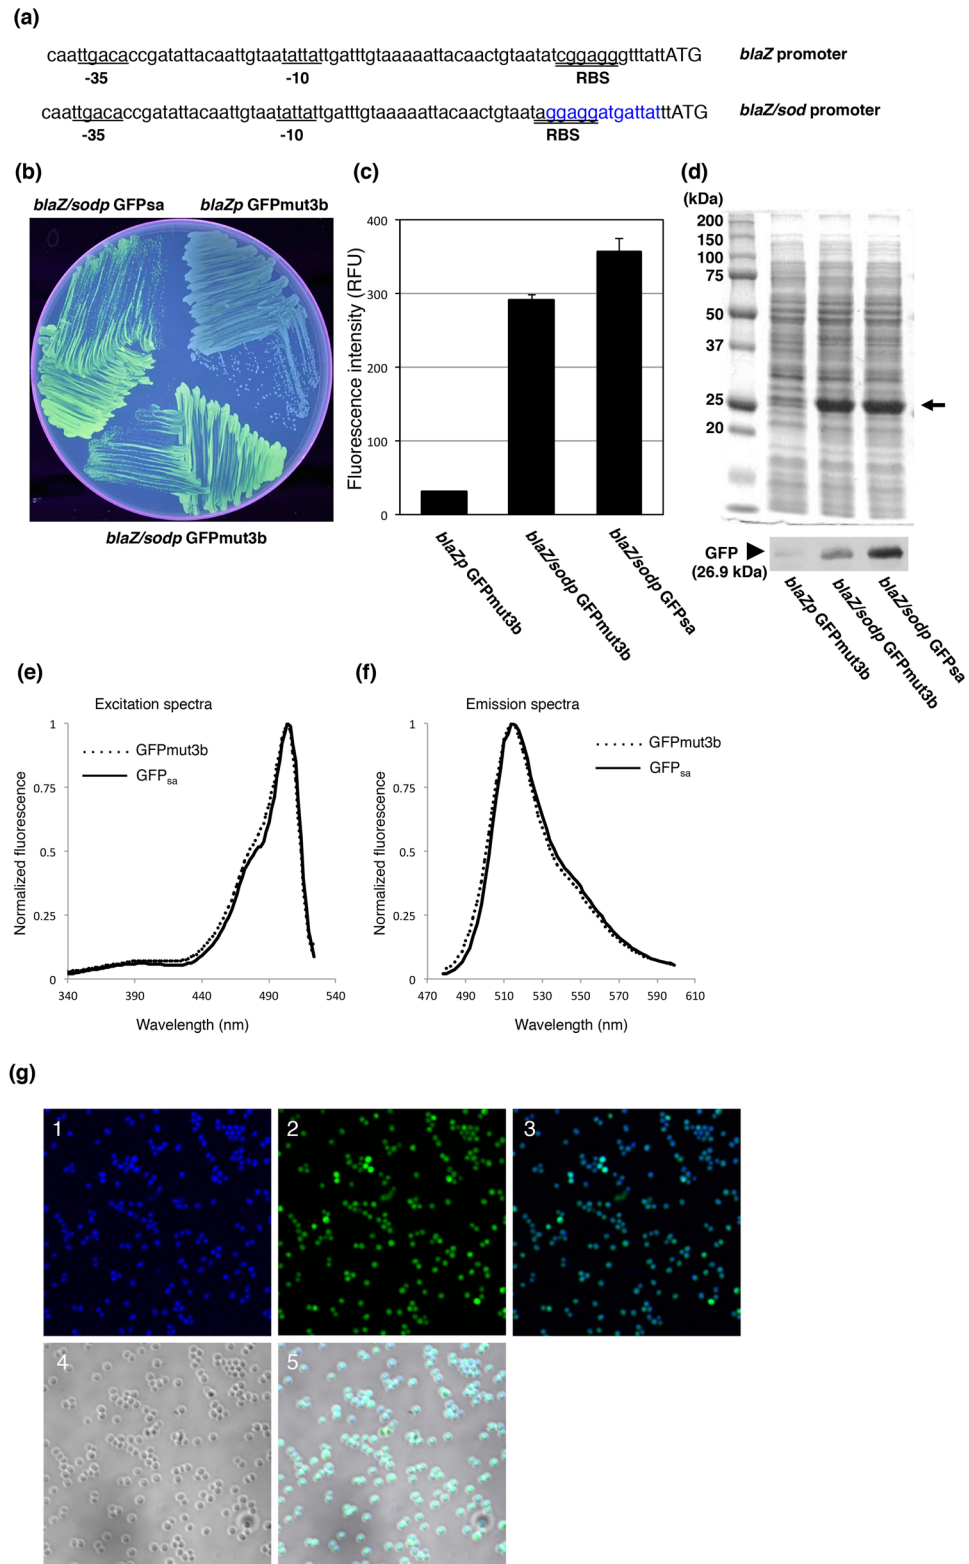 (a)
caattgacaccgatattacaattgtaatattattgatttgtaaaaattacaactgtaatatcggagggtttattATG blaZ promoter
-35 -10 RBS
caattgacaccgatattacaattgtaatattattgatttgtaaaaattacaactgtaataggaggatgattatttATG blaZ/sod promoter
-35 -10 RBS
(b)
blaZ/sodp GFPsa blaZp GFPmut3b
blaZ/sodp GFPmut3b
(c)
Fluorescence intensity (RFU)
400
300
200
100
0
blaZp GFPmut3b
blaZ/sodp GFPmut3b
blaZ/sodp GFPsa
(d)
(kDa)
200
150
100
75
50
37
25
20
GFP
(26.9 kDa)
blaZp GFPmut3b
blaZ/sodp GFPmut3b
blaZ/sodp GFPsa
(e)
Excitation spectra
Normalized fluorescence
1
0.75
0.5
0.25
0
GFPmut3b
GFPsa
340 390 440 490 540
Wavelength (nm)
(f)
Emission spectra
Normalized fluorescence
1
0.75
0.5
0.25
0
GFPmut3b
GFPsa
470 490 510 530 550 570 590 610
Wavelength (nm)
(g)
1 2 3
4 5